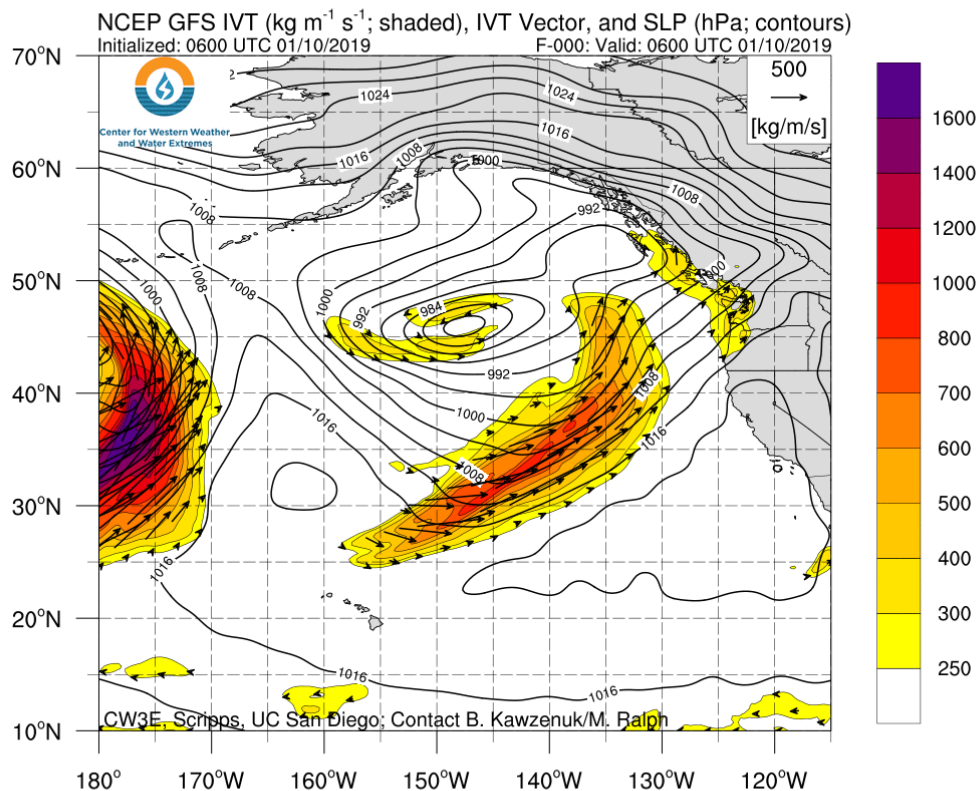 NCEP GFS IVT (kg m⁻¹ s⁻¹; shaded), IVT Vector, and SLP (hPa; contours)
Initialized: 0600 UTC 01/10/2019 F-000: Valid: 0600 UTC 01/10/2019
70°N
60°N
50°N
40°N
30°N
20°N
10°N
Center for Western Weather
and Water Extremes
500
[kg/m/s]
1024
1024
1016
1016
1008
1000
1008
1008
992
1008
1008
1000
1000
1000
992
984
992
1008
1000
1016
1016
1008
1016
1016
1016
CW3E, Scripps, UC San Diego; Contact B. Kawzenuk/M. Ralph
180°
170°W
160°W
150°W
140°W
130°W
120°W
1600
1400
1200
1000
800
700
600
500
400
300
250